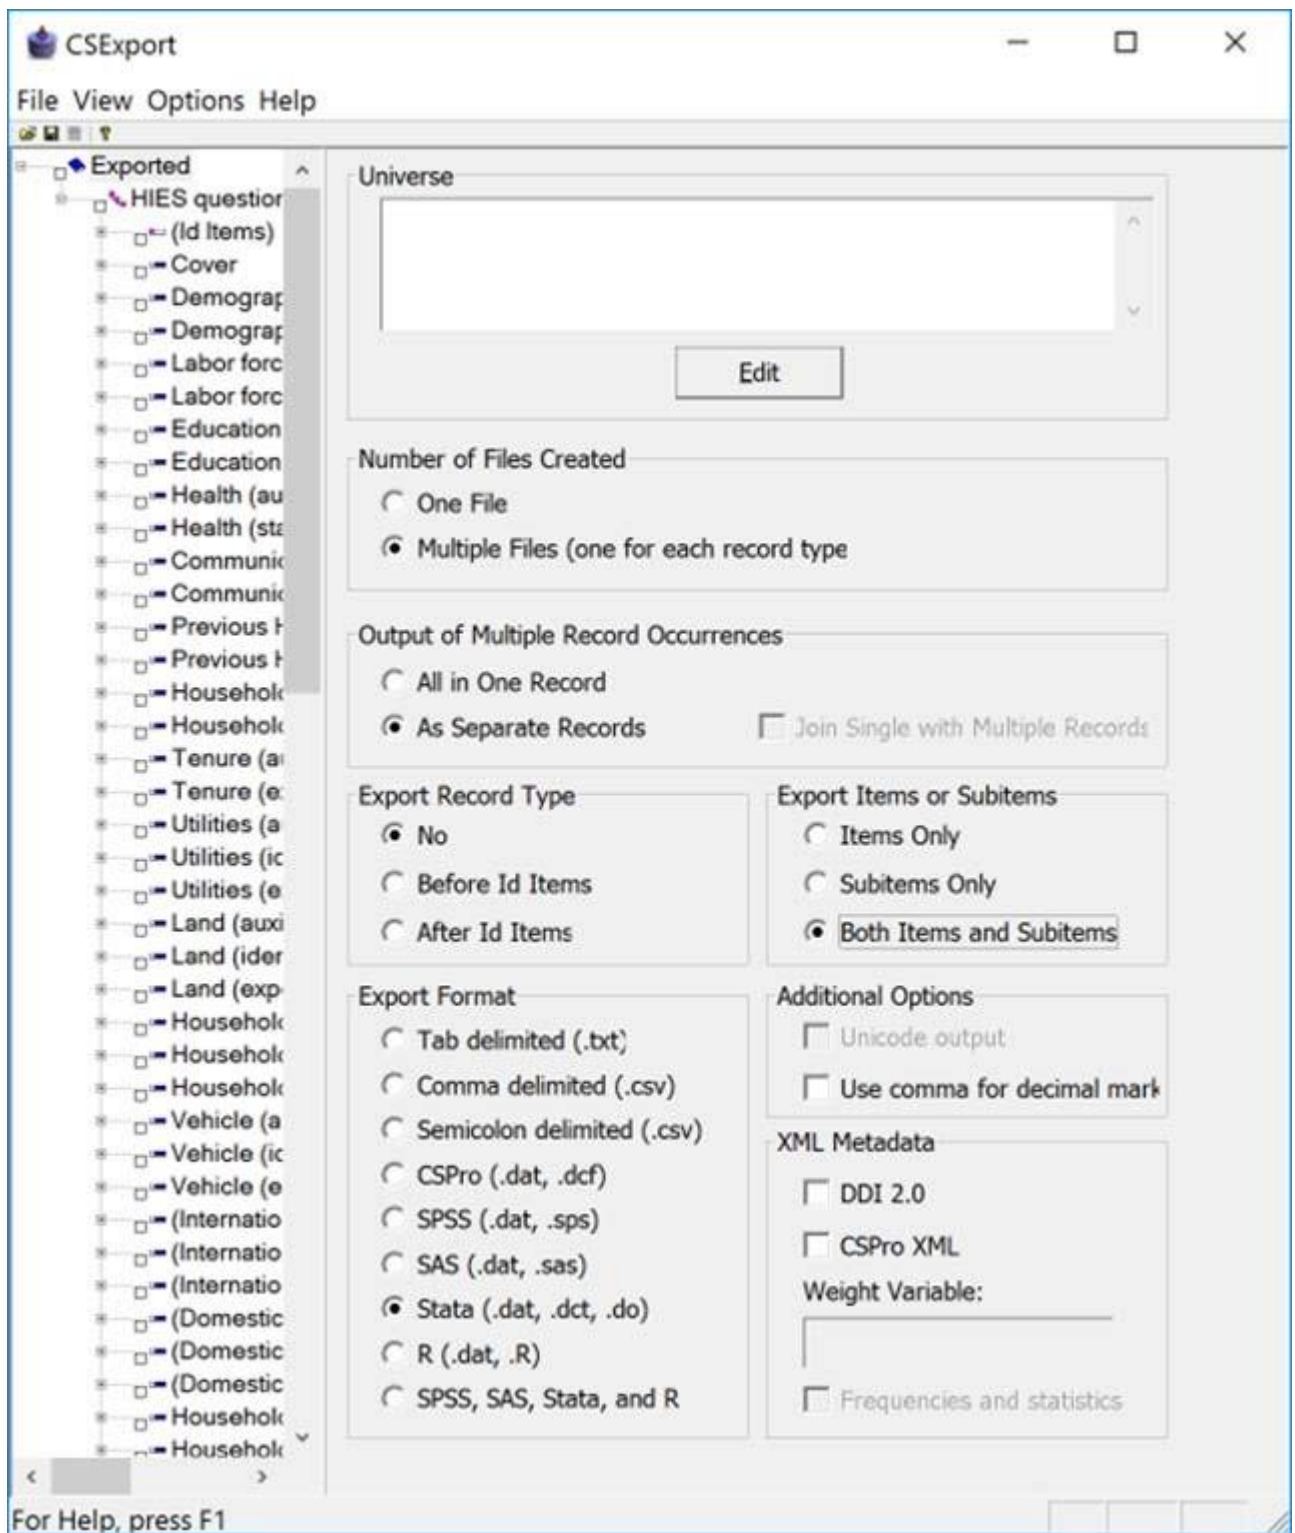 CSExport
File View Options Help
Exported
HIES question
(Id Items)
Cover
Demograp
Demograp
Labor forc
Labor forc
Education
Education
Health (au
Health (sta
Communic
Communic
Previous H
Previous H
Househol
Househol
Tenure (a
Tenure (e
Utilities (a
Utilities (ic
Utilities (e
Land (auxi
Land (iden
Land (exp
Househol
Househol
Househol
Vehicle (a
Vehicle (ic
Vehicle (e
(Internatio
(Internatio
(Internatio
(Domestic
(Domestic
(Domestic
Househol
Househol
Universe
Edit
Number of Files Created
One File
Multiple Files (one for each record type
Output of Multiple Record Occurrences
All in One Record
As Separate Records
Join Single with Multiple Records
Export Record Type
No
Before Id Items
After Id Items
Export Items or Subitems
Items Only
Subitems Only
Both Items and Subitems
Export Format
Tab delimited (.txt)
Comma delimited (.csv)
Semicolon delimited (.csv)
CSPro (.dat, .dcf)
SPSS (.dat, .sps)
SAS (.dat, .sas)
Stata (.dat, .dct, .do)
R (.dat, .R)
SPSS, SAS, Stata, and R
Additional Options
Unicode output
Use comma for decimal mark
XML Metadata
DDI 2.0
CSPro XML
Weight Variable:
Frequencies and statistics
For Help, press F1